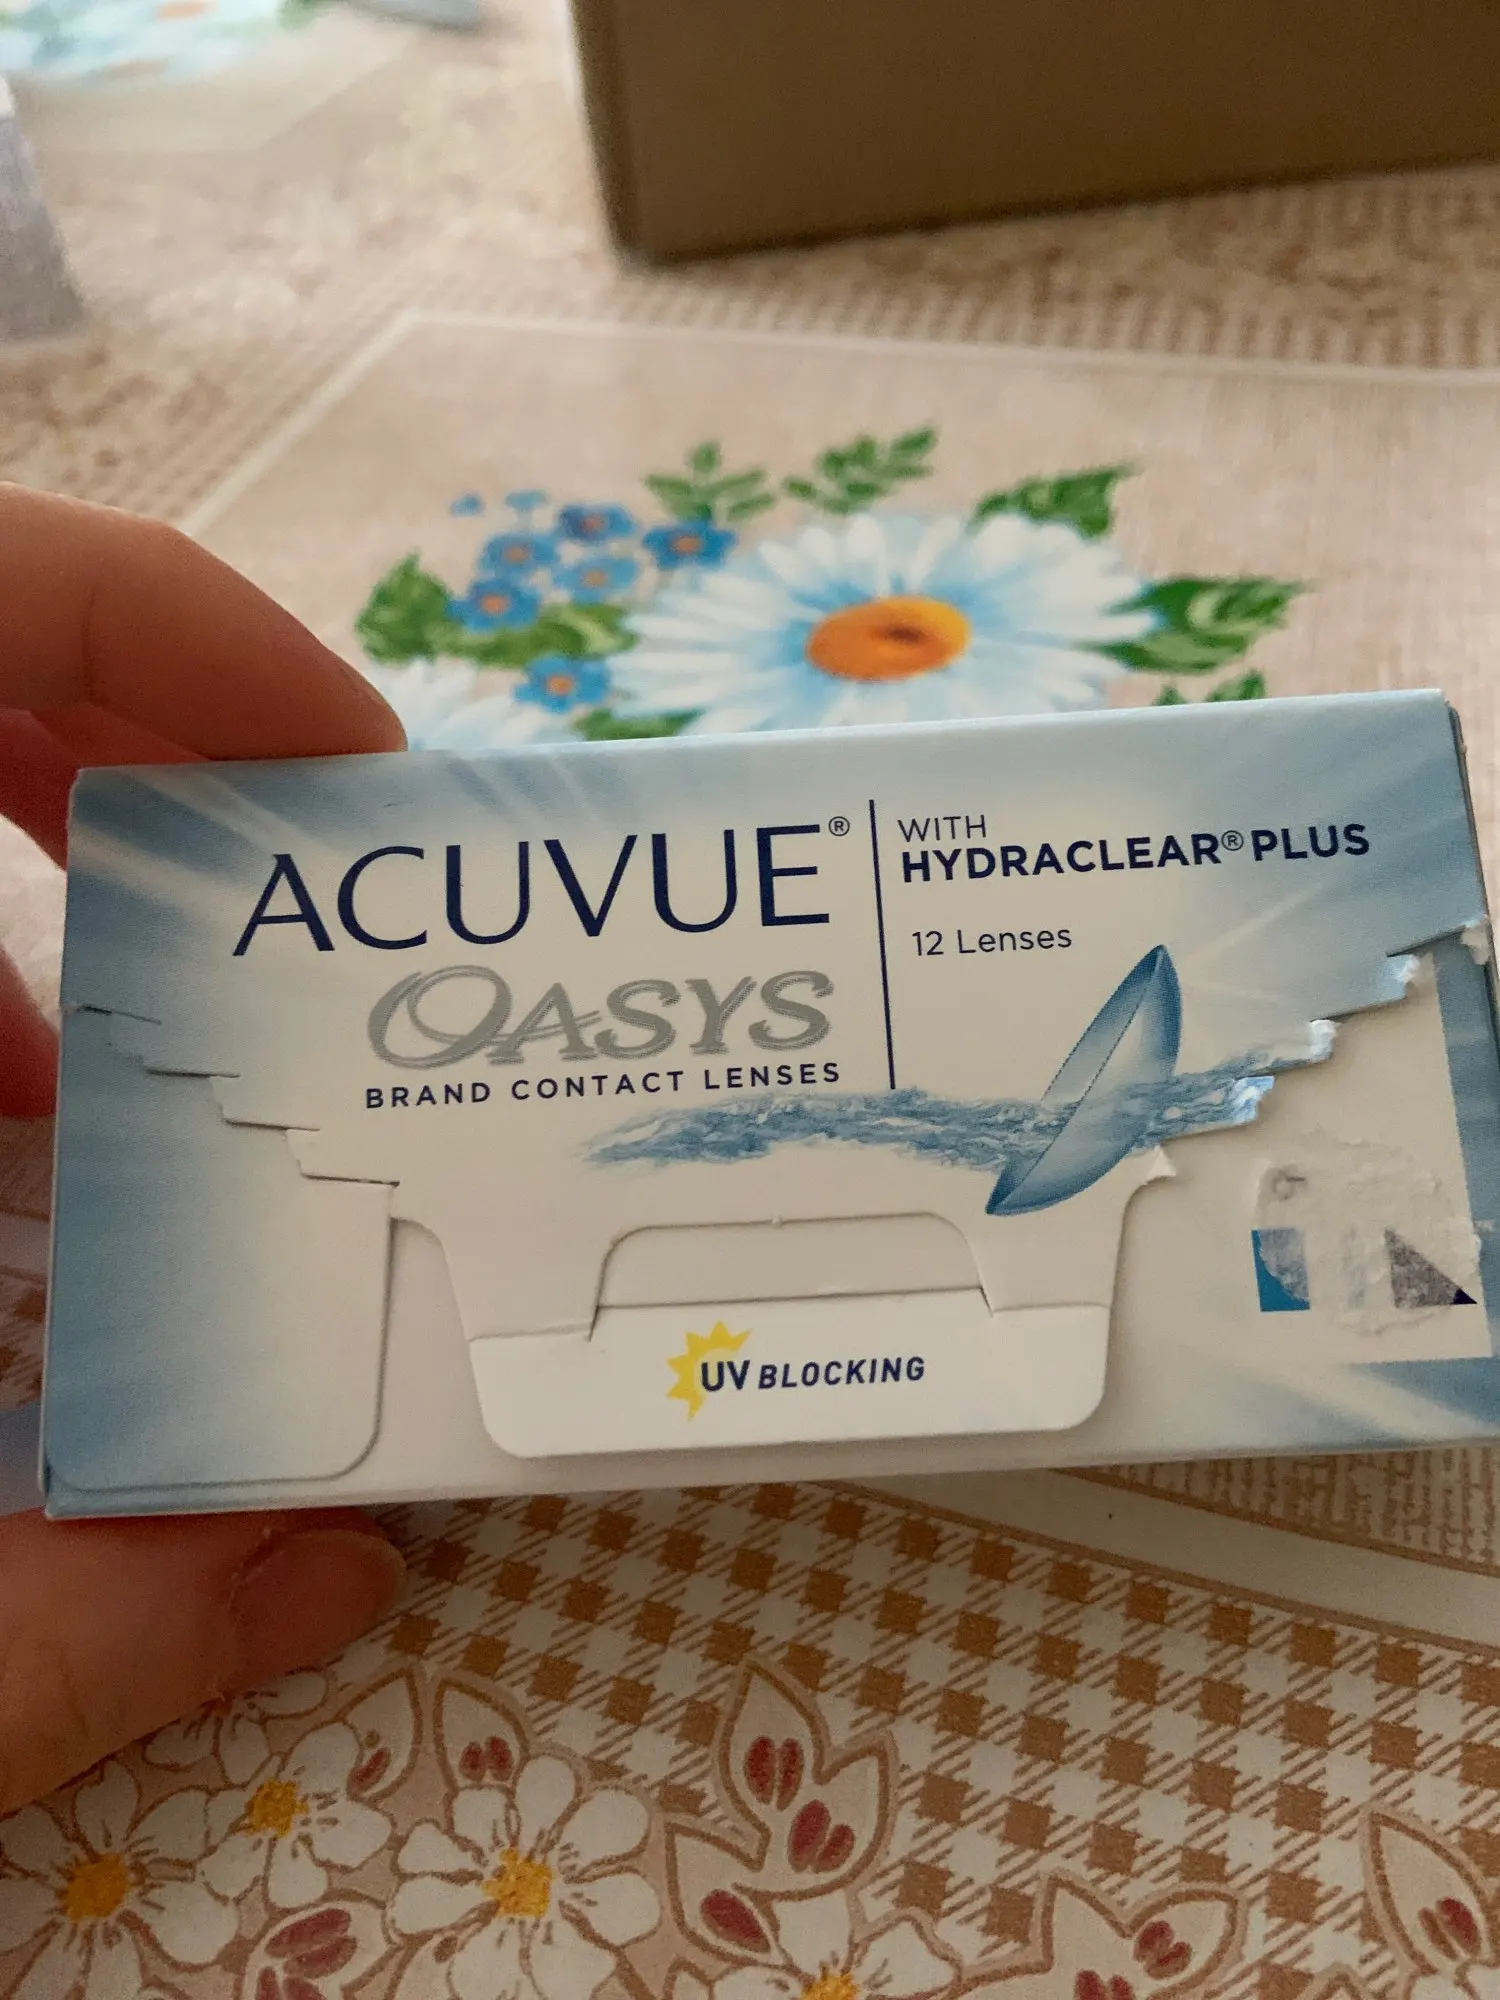 ACUVUE®
OASYS
BRAND CONTACT LENSES
WITH
HYDRACLEAR® PLUS
12 Lenses
UV BLOCKING